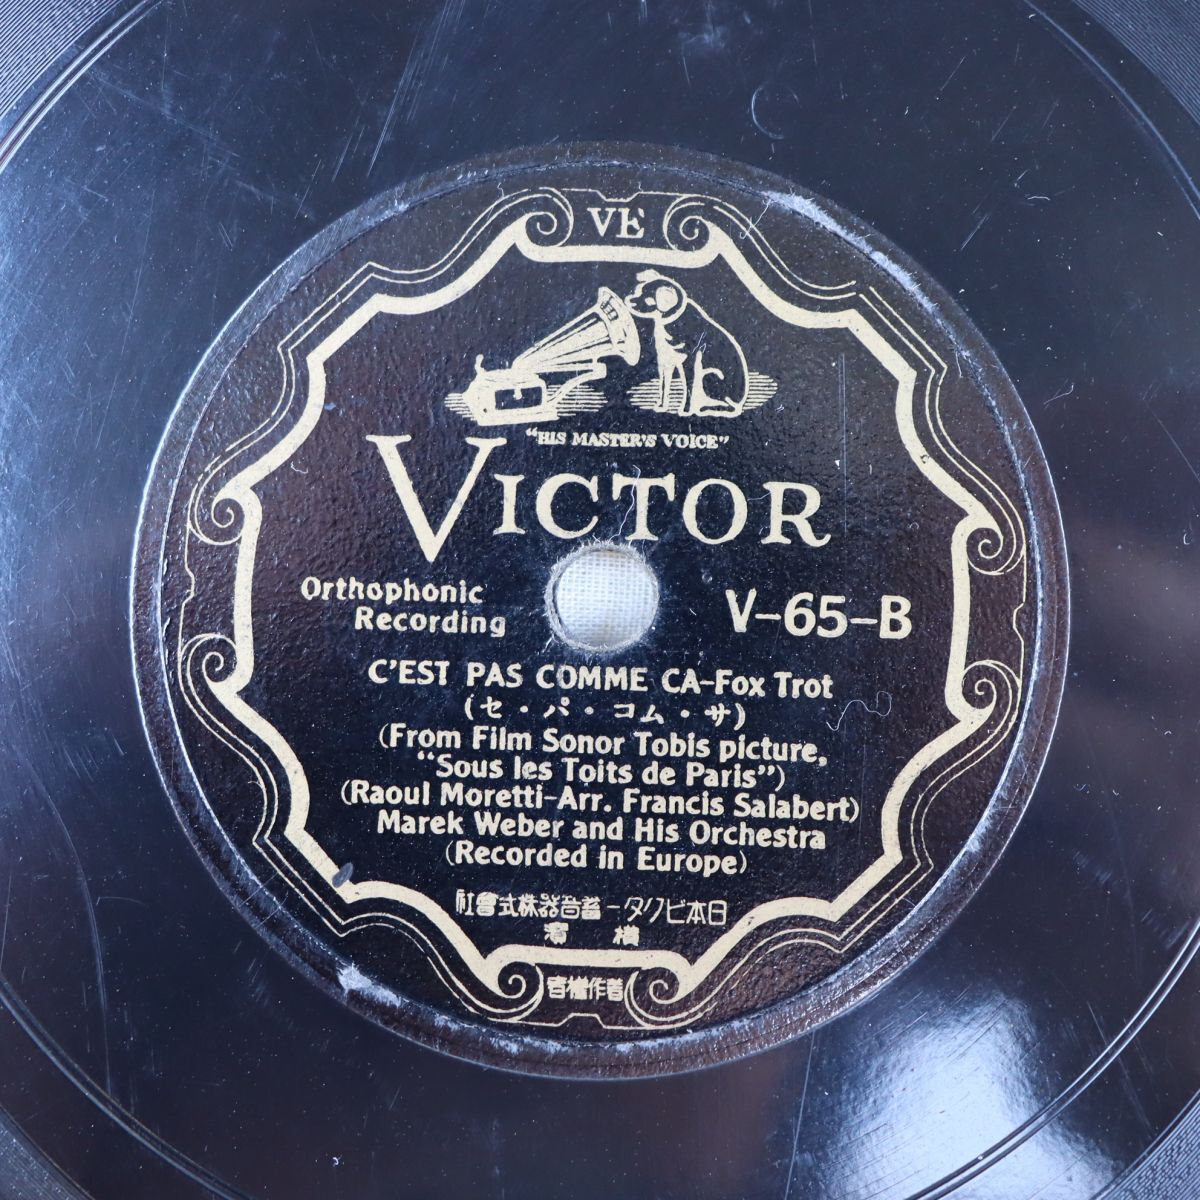 VE
"HIS MASTER'S VOICE"
VICTOR
Orthophonic
Recording
V-65-B
C'EST PAS COMME CA-Fox Trot
(セ・パ・コム・サ)
(From Film Sonor Tobis picture,
"Sous les Toits de Paris")
(Raoul Moretti-Arr. Francis Salabert)
Marek Weber and His Orchestra
(Recorded in Europe)
社會式株器音蓄ータクビ本日
濱横
者作權有